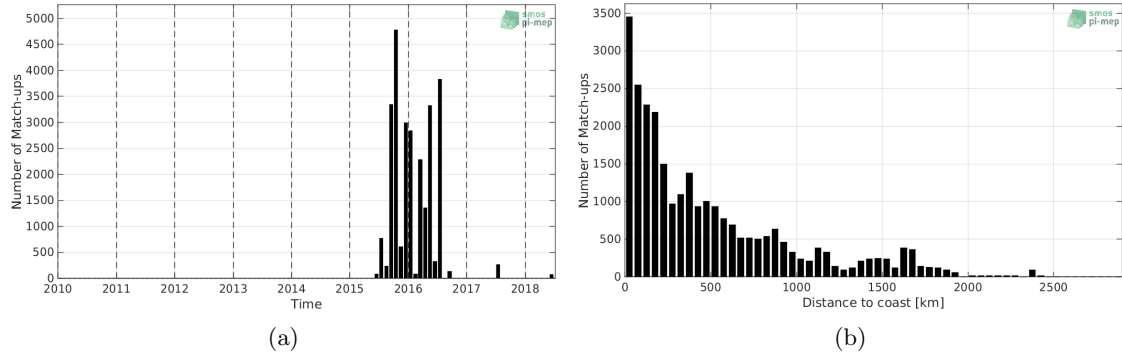 smos
pi-mep
5000
4500
4000
3500
3000
2500
2000
1500
1000
500
0
Number of Match-ups
2010 2011 2012 2013 2014 2015 2016 2017 2018
Time
(a)
smos
pi-mep
3500
3000
2500
2000
1500
1000
500
0
Number of Match-ups
0 500 1000 1500 2000 2500
Distance to coast [km]
(b)